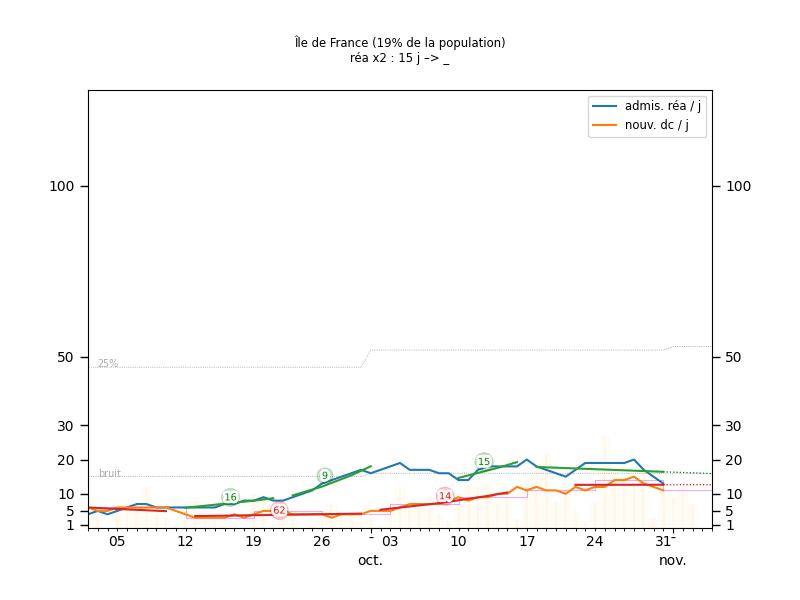 Île de France (19% de la population)
réa x2 : 15 j –> _
admis. réa / j
nouv. dc / j
100 100
25%
50 50
30 30
bruit
20 20
10 10
5 5
1 1
16
62
9
14
15
05 12 19 26 03 10 17 24 31
oct. nov.